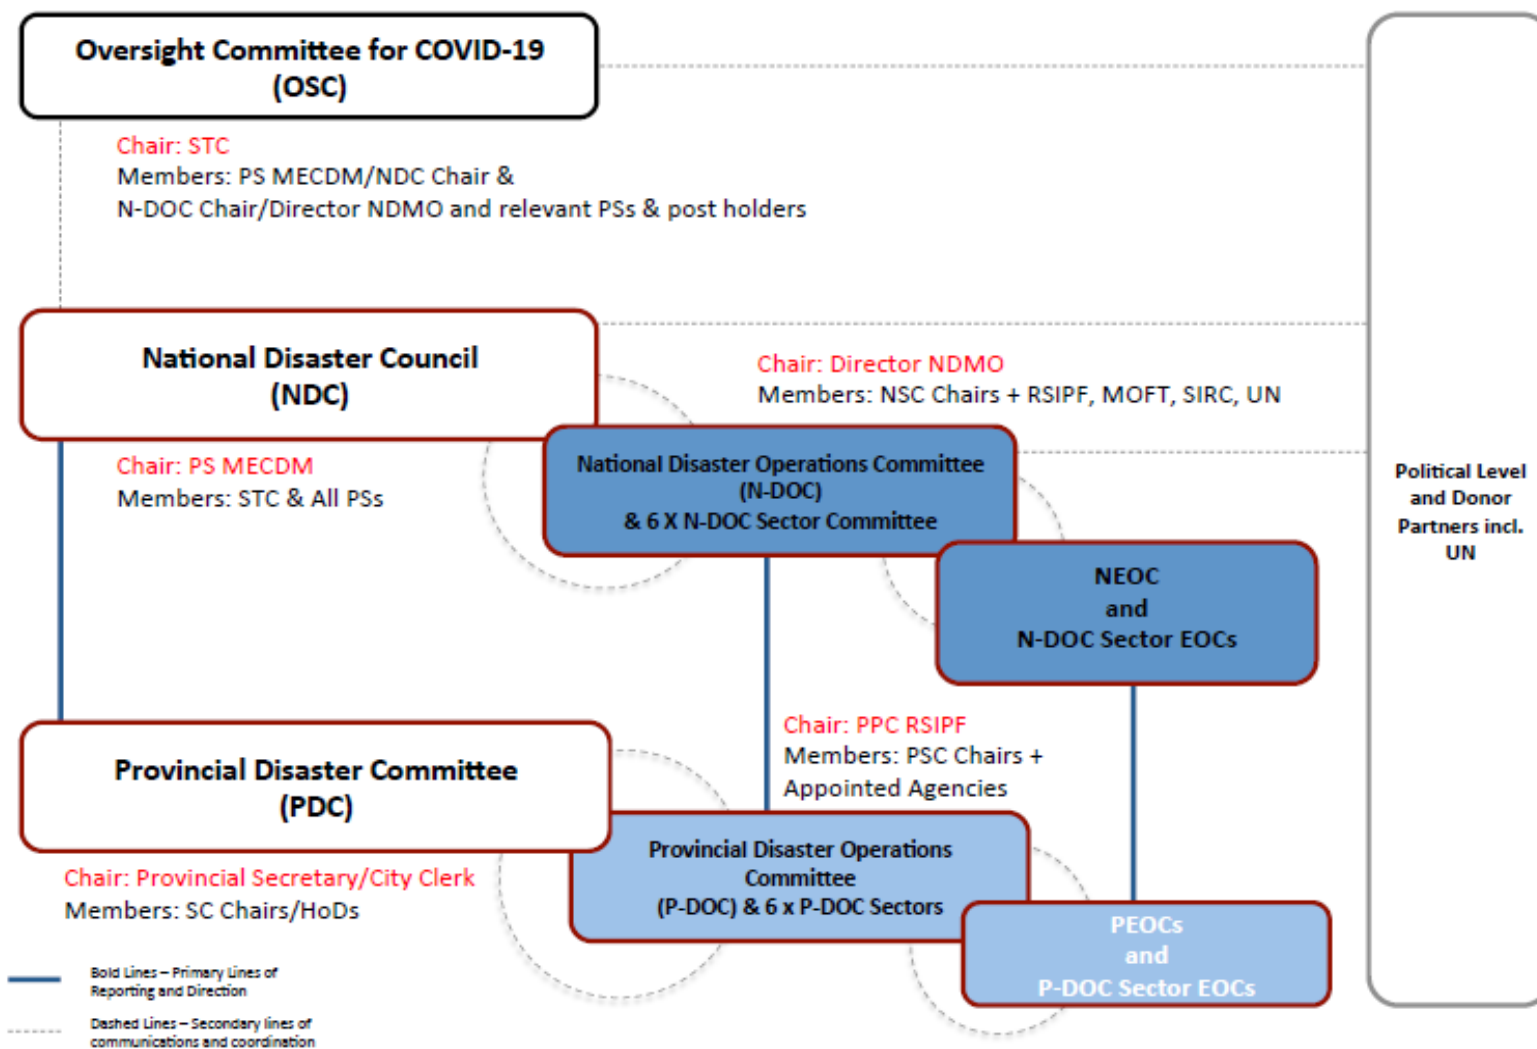 Oversight Committee for COVID-19
(OSC)
Chair: STC
Members: PS MECDM/NDC Chair &
N-DOC Chair/Director NDMO and relevant PSs & post holders
National Disaster Council
(NDC)
Chair: PS MECDM
Members: STC & All PSs
Chair: Director NDMO
Members: NSC Chairs + RSIPF, MOFT, SIRC, UN
National Disaster Operations Committee
(N-DOC)
& 6 X N-DOC Sector Committee
NEOC
and
N-DOC Sector EOCs
Political Level
and Donor
Partners incl.
UN
Provincial Disaster Committee
(PDC)
Chair: Provincial Secretary/City Clerk
Members: SC Chairs/HoDs
Chair: PPC RSIPF
Members: PSC Chairs +
Appointed Agencies
Provincial Disaster Operations
Committee
(P-DOC) & 6 x P-DOC Sectors
PEOCs
and
P-DOC Sector EOCs
Bold Lines – Primary Lines of
Reporting and Direction
Dashed Lines – Secondary lines of
communications and coordination